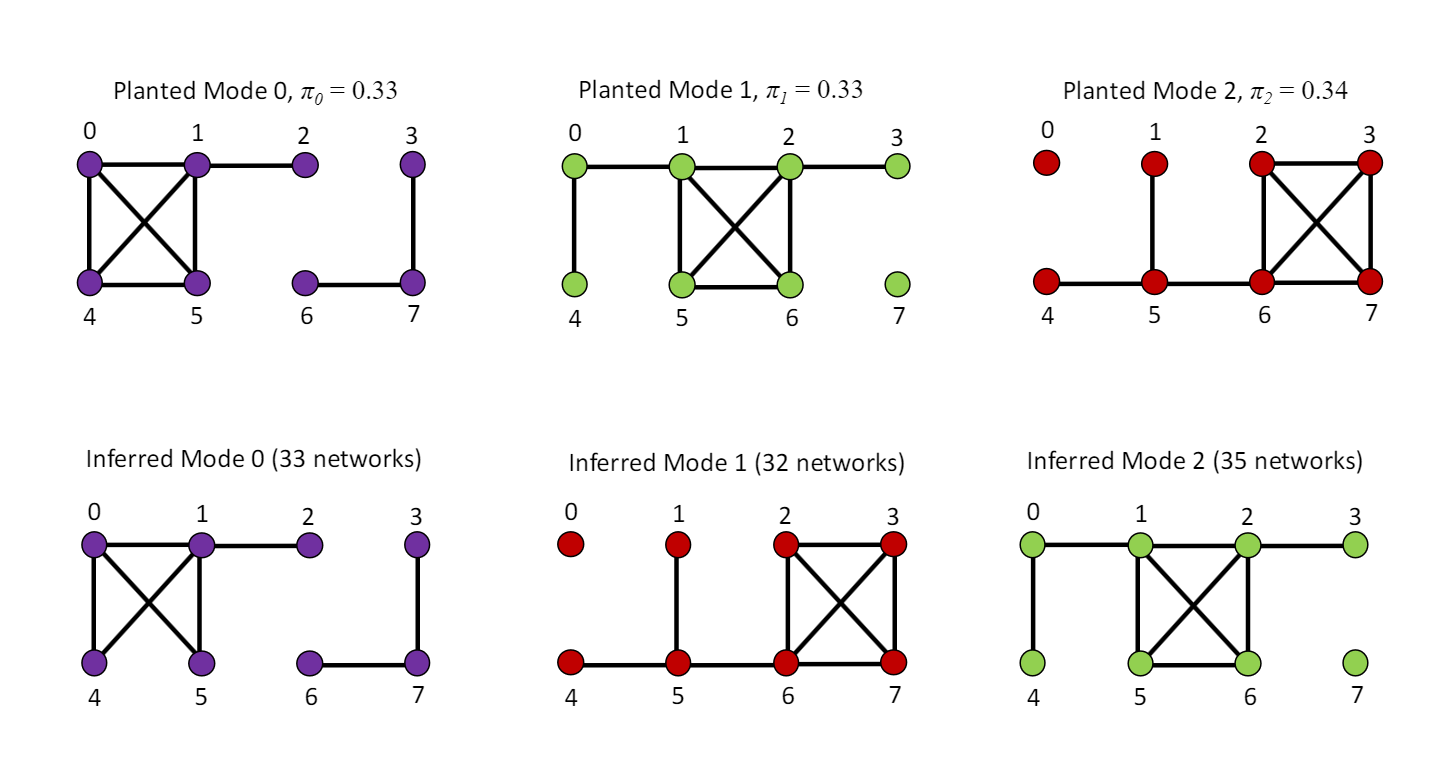 Planted Mode 0, π0 = 0.33
Planted Mode 1, π1 = 0.33
Planted Mode 2, π2 = 0.34
0 1 2 3
0 1 2 3
0 1 2 3
4 5 6 7
4 5 6 7
4 5 6 7
Inferred Mode 0 (33 networks)
Inferred Mode 1 (32 networks)
Inferred Mode 2 (35 networks)
0 1 2 3
0 1 2 3
0 1 2 3
4 5 6 7
4 5 6 7
4 5 6 7